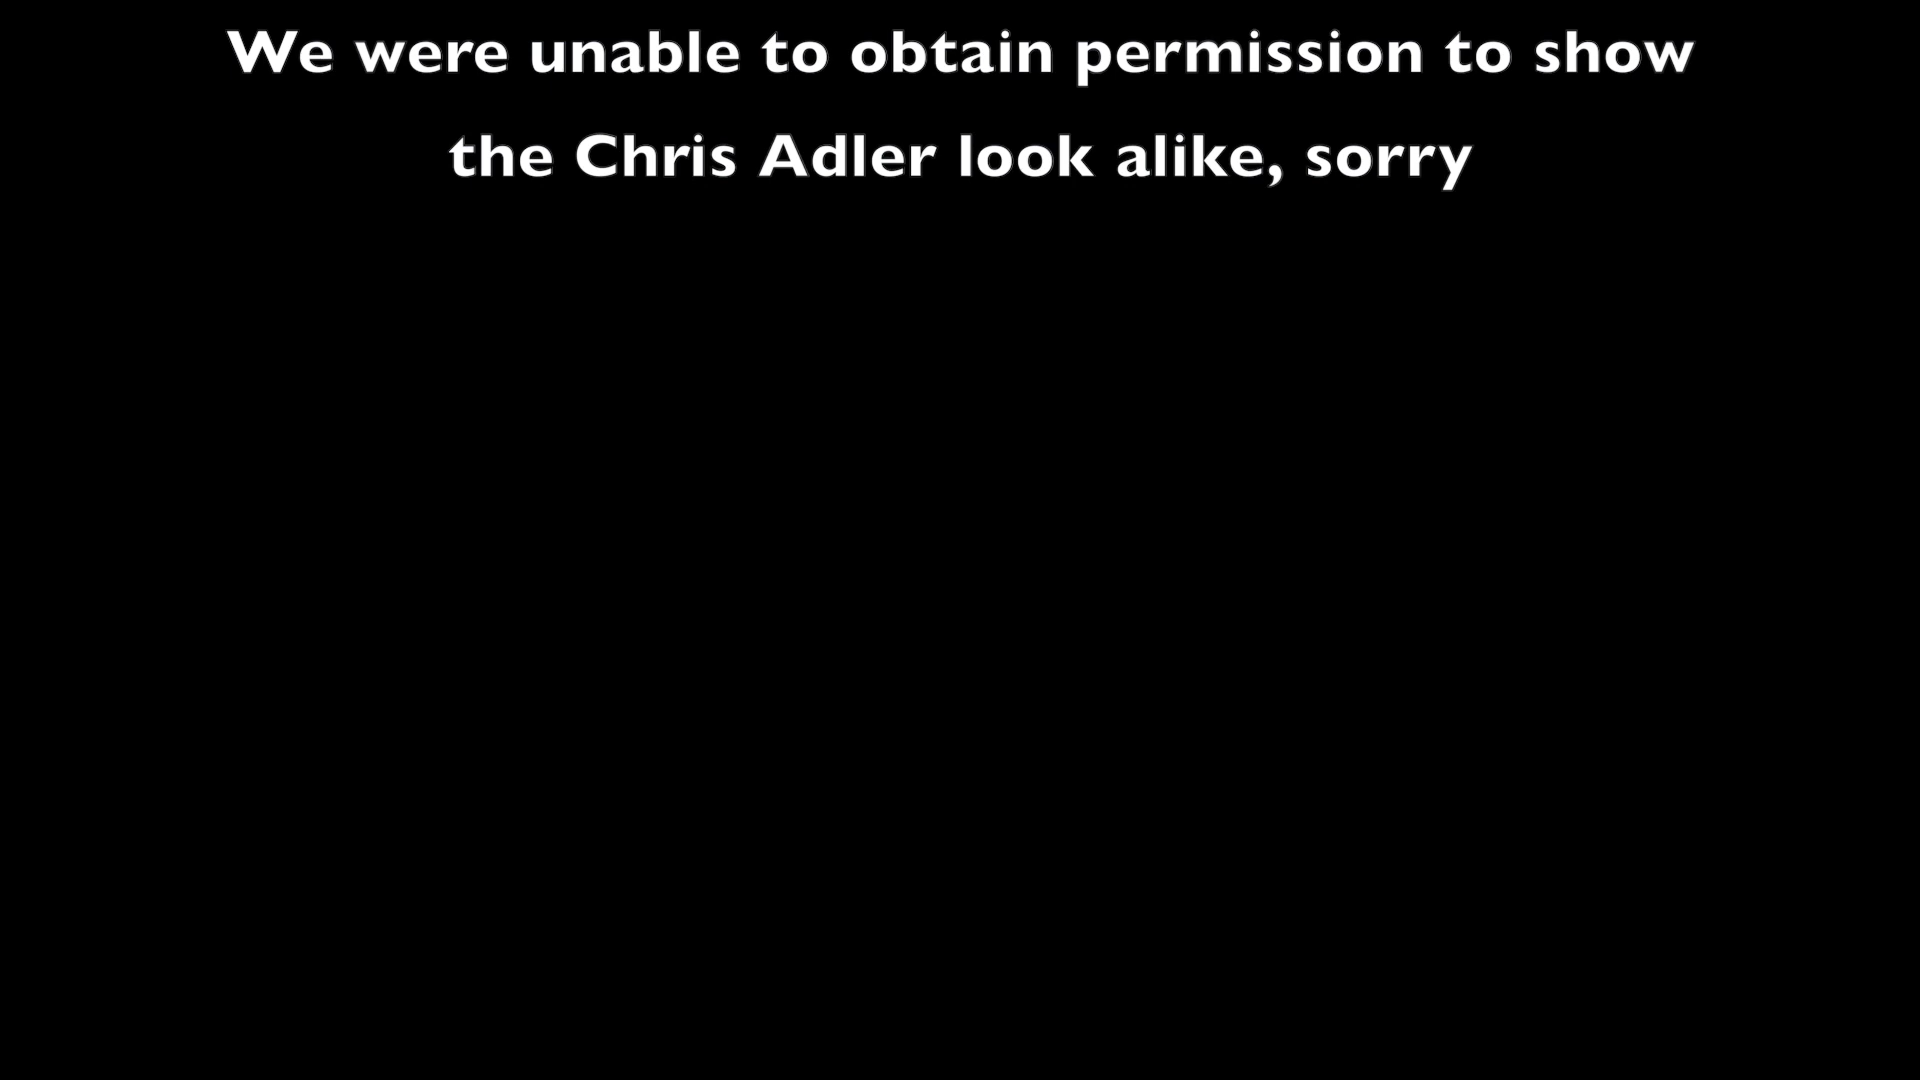 We were unable to obtain permission to show
the Chris Adler look alike, sorry